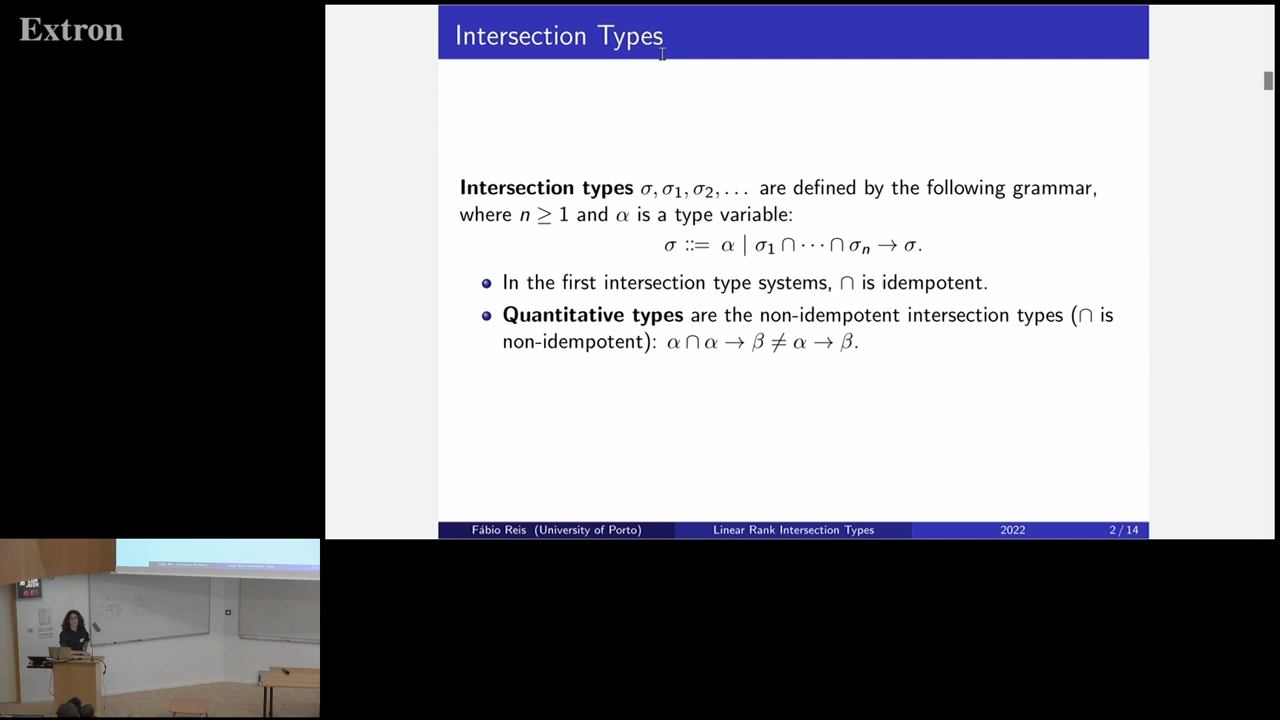 Extron
Intersection Types
Intersection types σ, σ₁, σ₂, . . . are defined by the following grammar,
where n ≥ 1 and α is a type variable:
σ ::= α | σ₁ ∩ · · · ∩ σₙ → σ.
In the first intersection type systems, ∩ is idempotent.
Quantitative types are the non-idempotent intersection types (∩ is
non-idempotent): α ∩ α → β ≠ α → β.
Fábio Reis (University of Porto) Linear Rank Intersection Types 2022 2 / 14